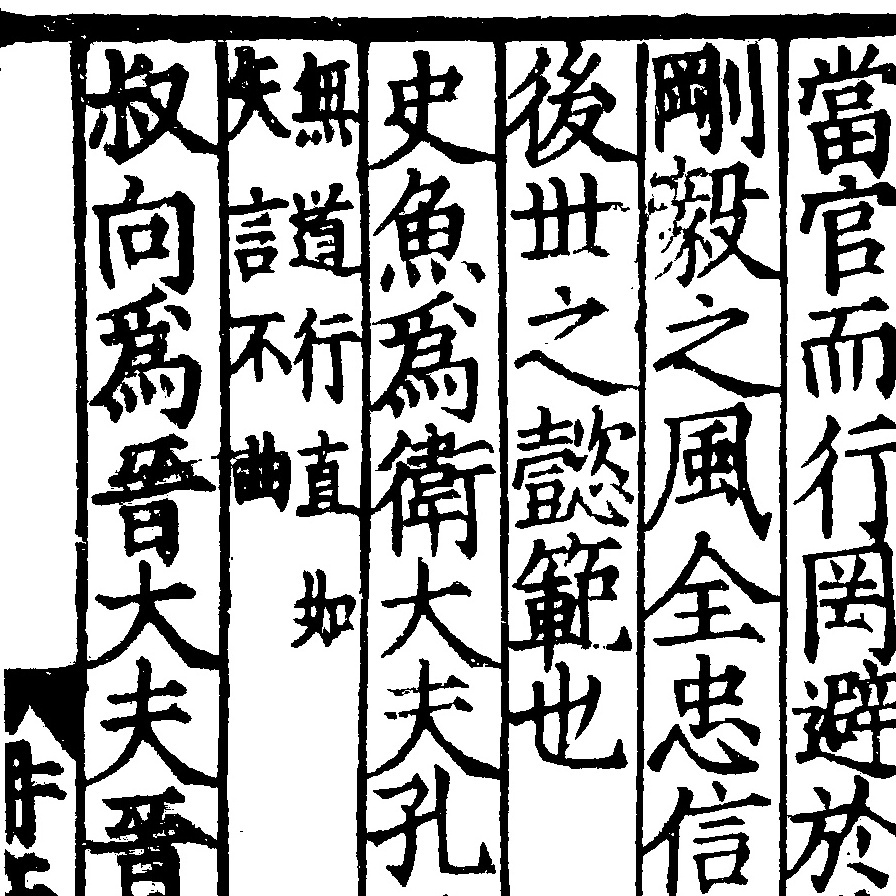 當官而行罔避於
剛毅之風全忠信
後世之懿範也
史魚爲衛大夫孔
無道行直如
矢言不曲
叔向爲晉大夫晉